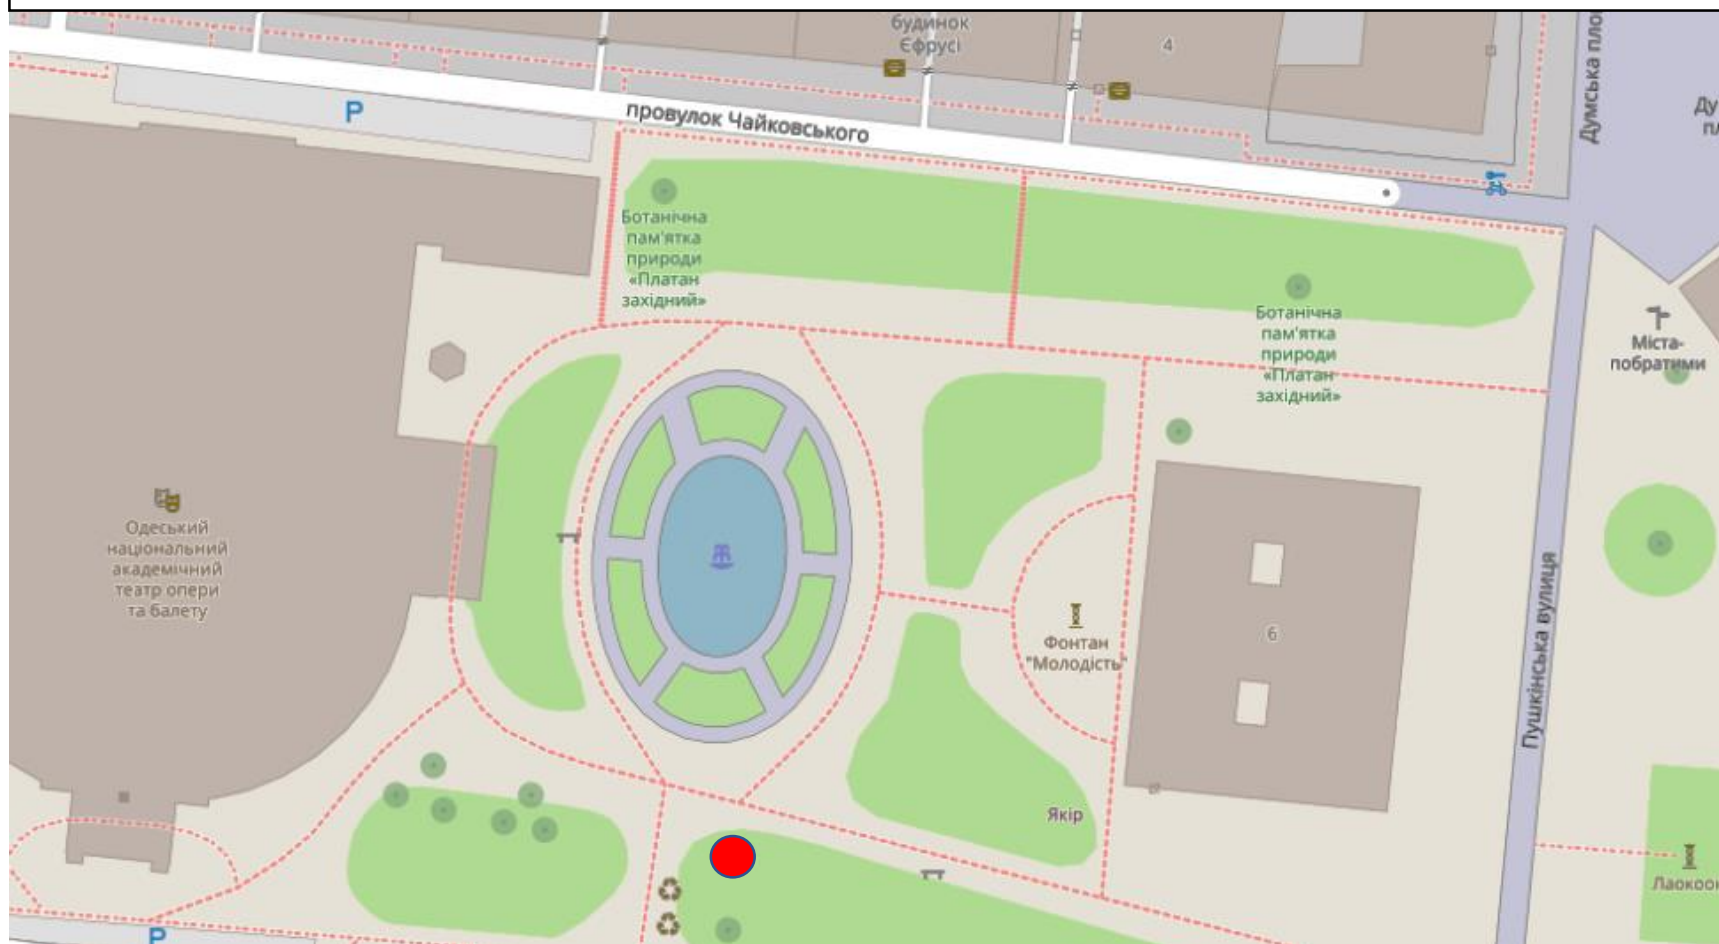 будинок
Єфрусі
4
P
провулок Чайковського
Думська пло
Ду
пл
Ботанічна
пам'ятка
природи
«Платан
західний»
Ботанічна
пам'ятка
природи
«Платан
західний»
Міста-
побратими
Одеський
національний
академічний
театр опери
та балету
Фонтан
"Молодість"
6
Пушкінська вулиця
Якір
Лаокоон
P